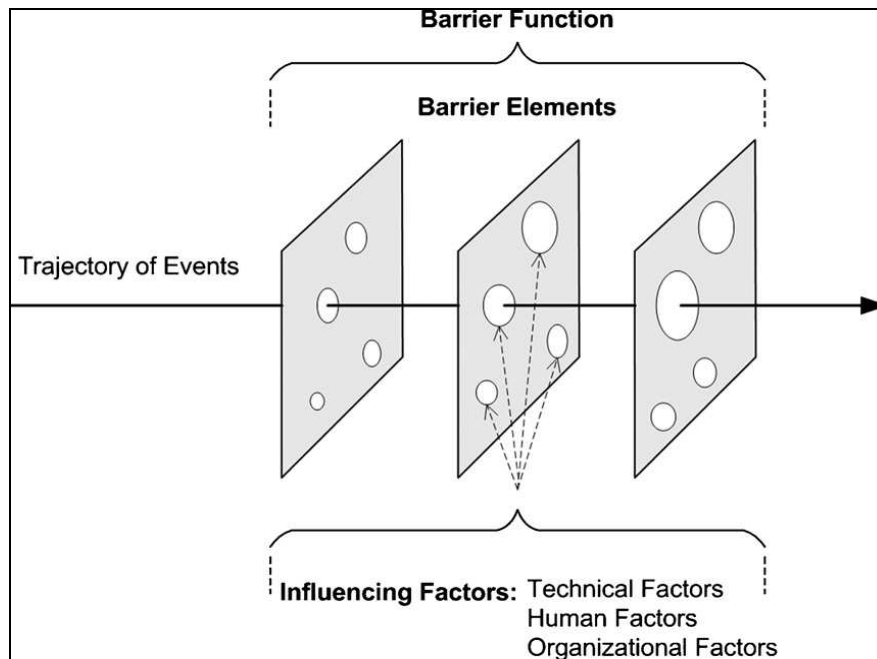 Barrier Function
Barrier Elements
Trajectory of Events
Influencing Factors: Technical Factors
Human Factors
Organizational Factors